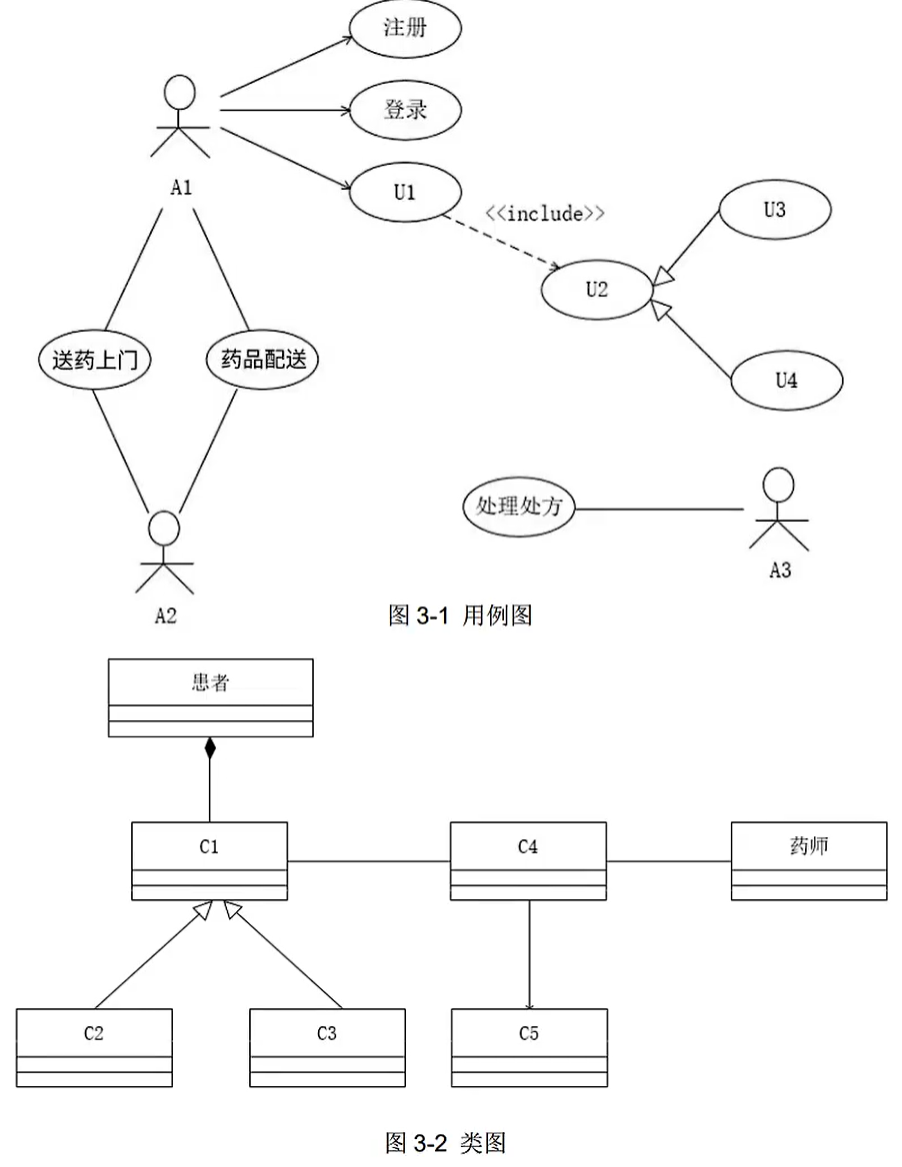 注册
登录
A1
U1
<<include>>
U3
U2
送药上门
药品配送
U4
处理处方
A3
A2
图 3-1 用例图
患者
C1
C4
药师
C2
C3
C5
图 3-2 类图